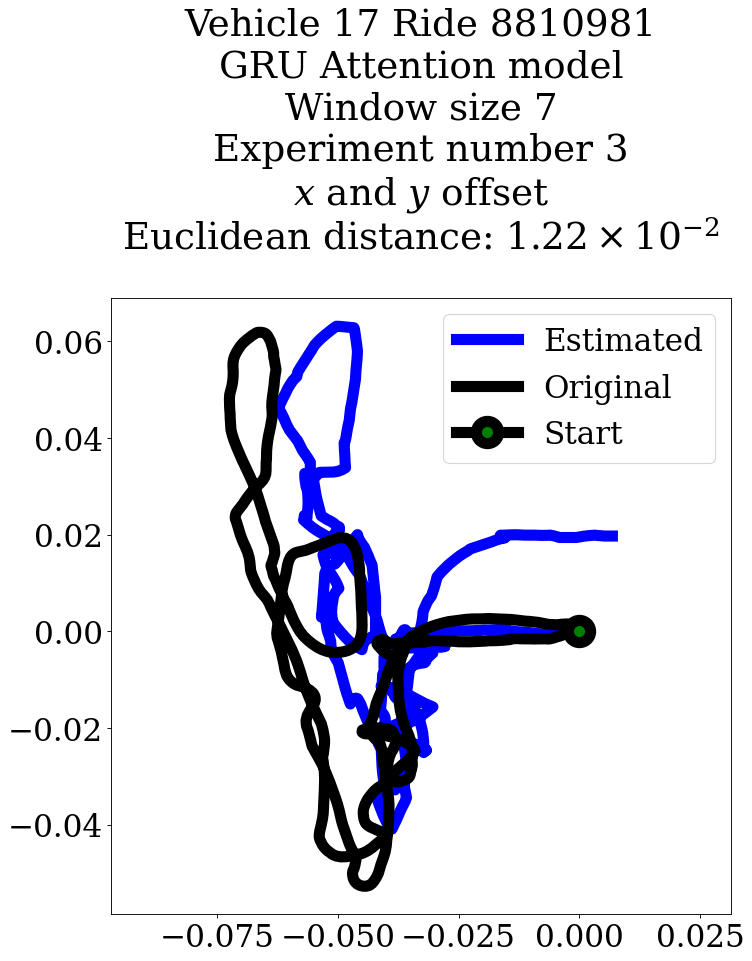 Vehicle 17 Ride 8810981
GRU Attention model
Window size 7
Experiment number 3
x and y offset
Euclidean distance: 1.22 × 10⁻²
Estimated
Original
Start
0.06
0.04
0.02
0.00
−0.02
−0.04
−0.075 −0.050 −0.025 0.000 0.025